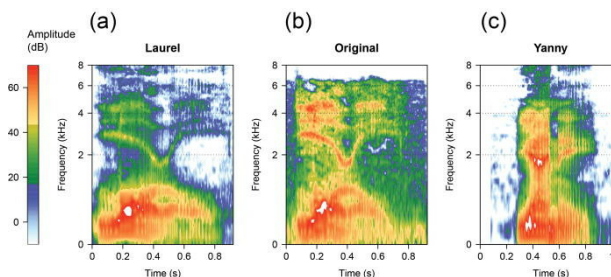 (a)
(b)
(c)
Amplitude
(dB)
Laurel
Original
Yanny
60
40
20
0
Frequency (kHz)
8
6
4
2
0
Frequency (kHz)
8
6
4
2
0
Frequency (kHz)
8
6
4
2
0
0 0.2 0.4 0.6 0.8
0 0.2 0.4 0.6 0.8
0 0.2 0.4 0.6 0.8 1
Time (s)
Time (s)
Time (s)